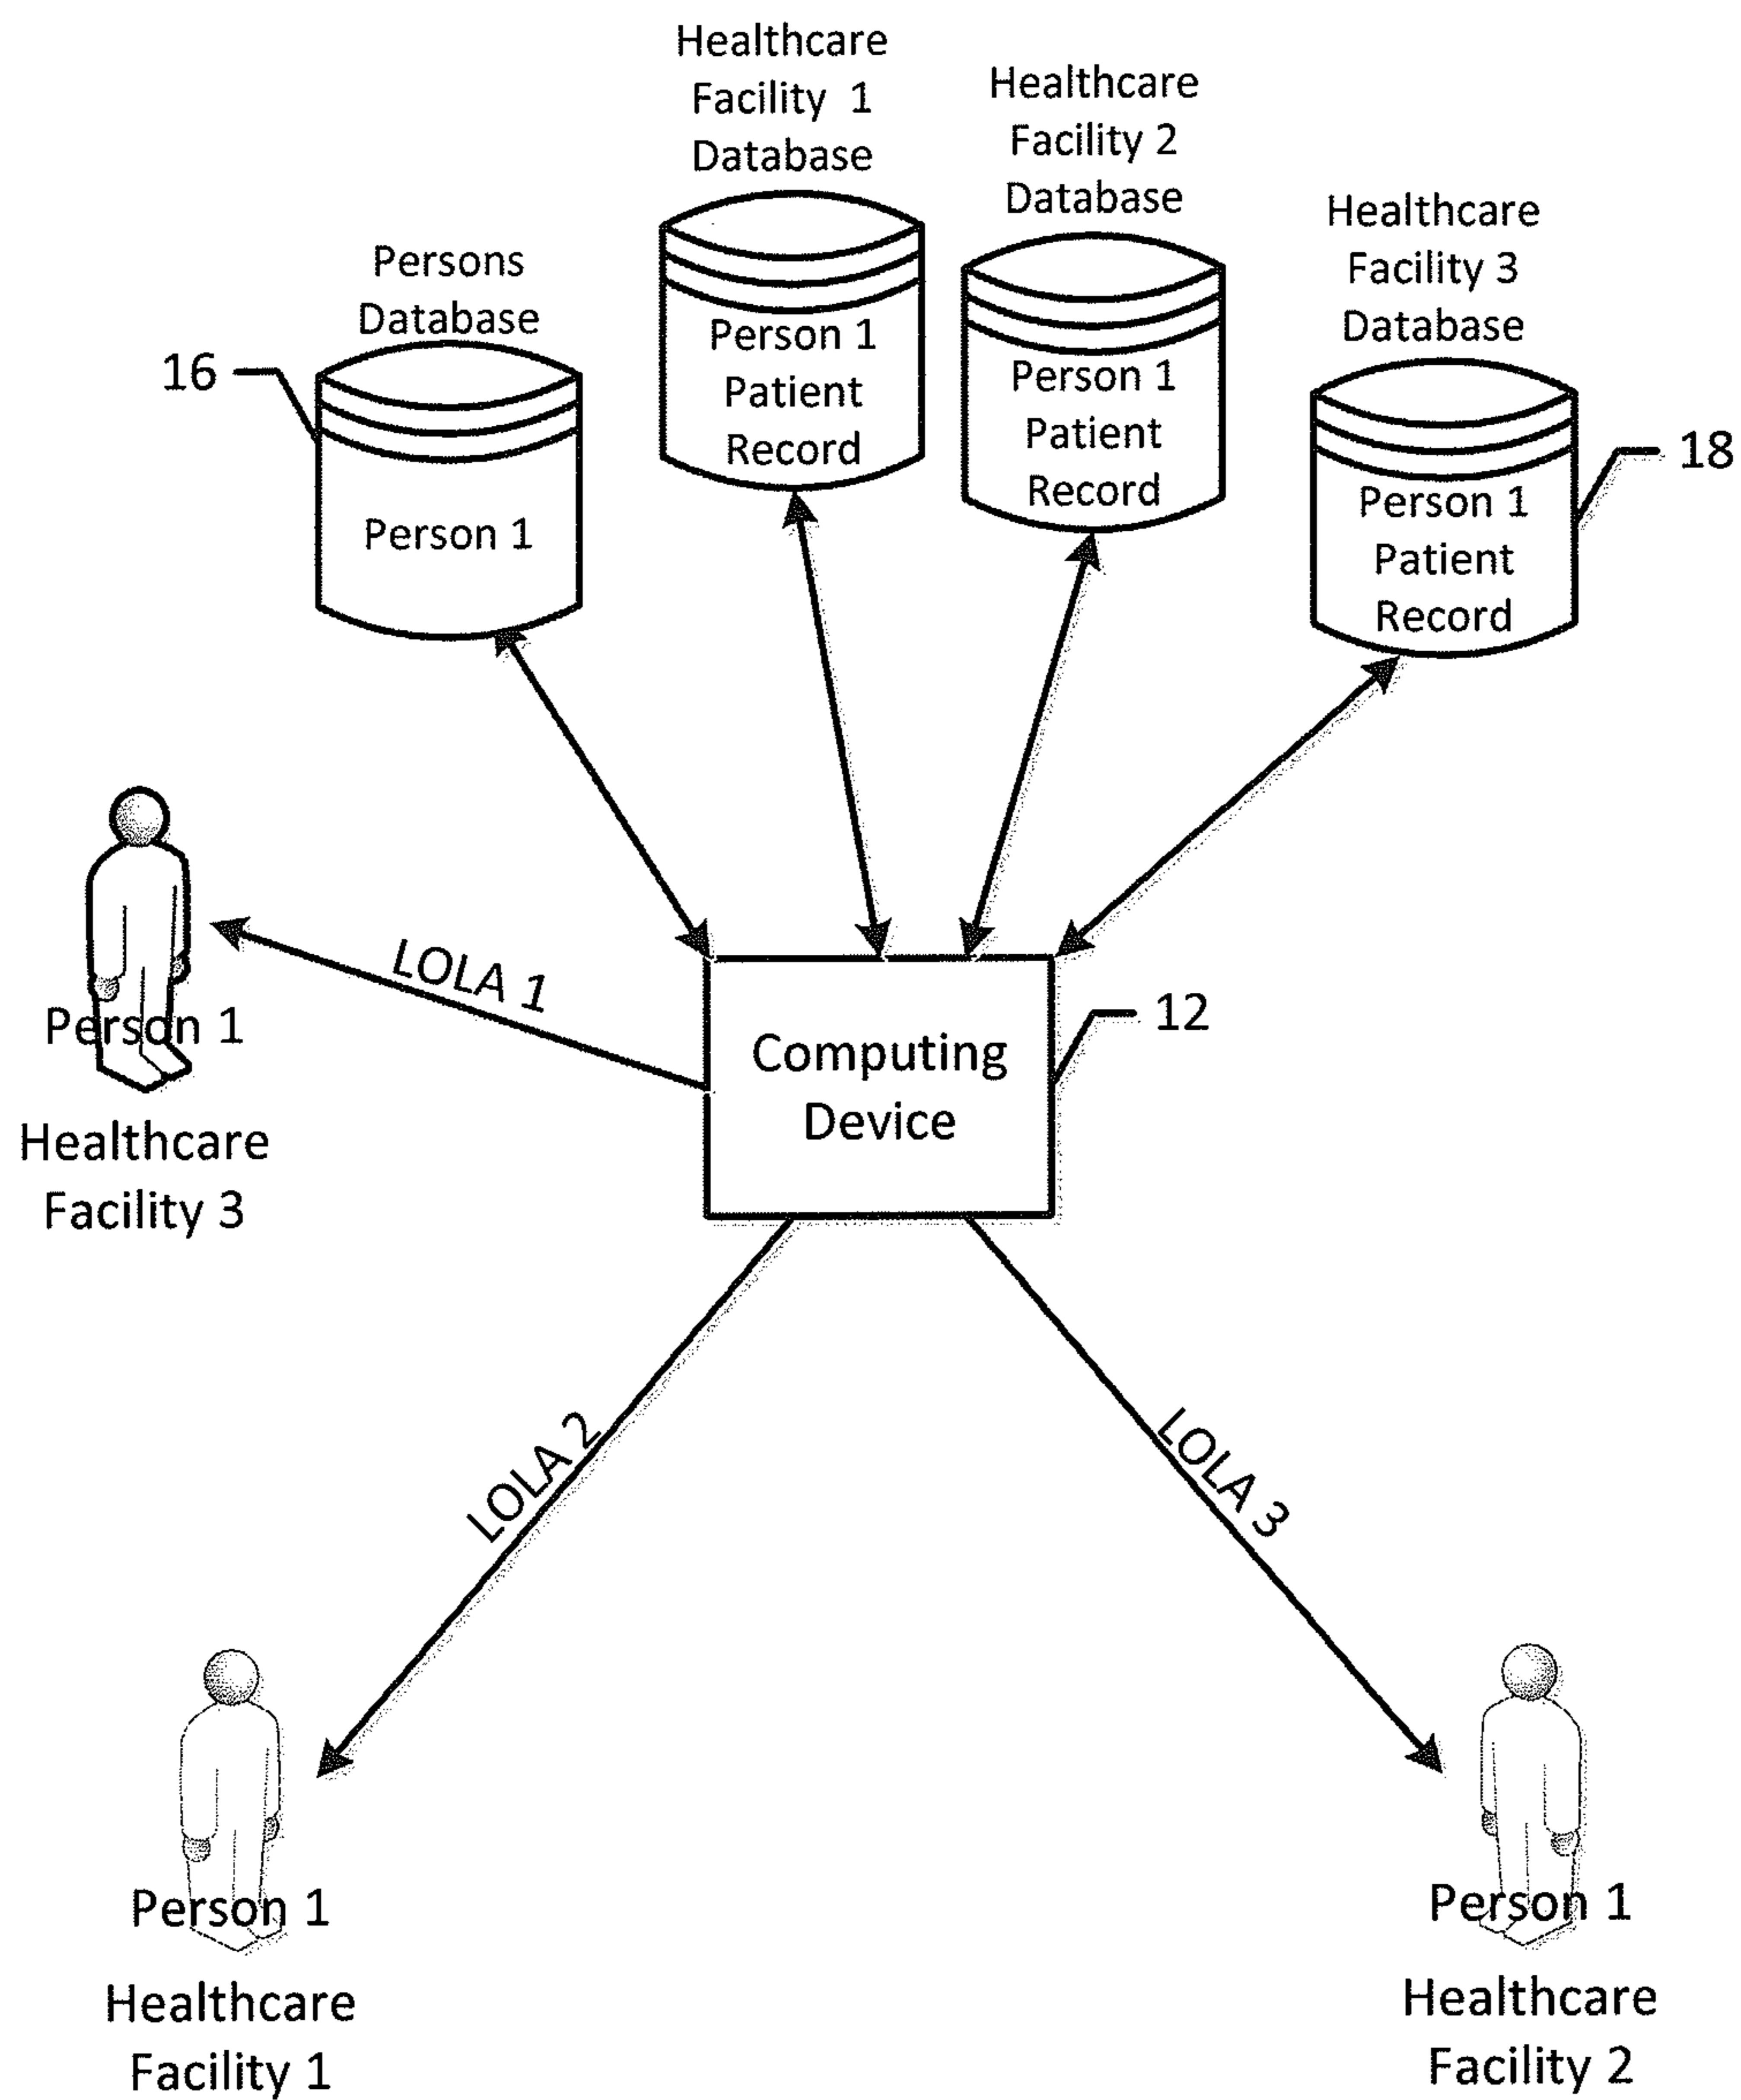 Healthcare
Facility 1
Database
Healthcare
Facility 2
Database
Healthcare
Facility 3
Database
Persons
Database
16
Person 1
Person 1
Patient
Record
Person 1
Patient
Record
Person 1
Patient
Record
18
LOLA 1
Person 1
Healthcare
Facility 3
Computing
Device
12
LOLA 2
LOLA 3
Person 1
Healthcare
Facility 1
Person 1
Healthcare
Facility 2